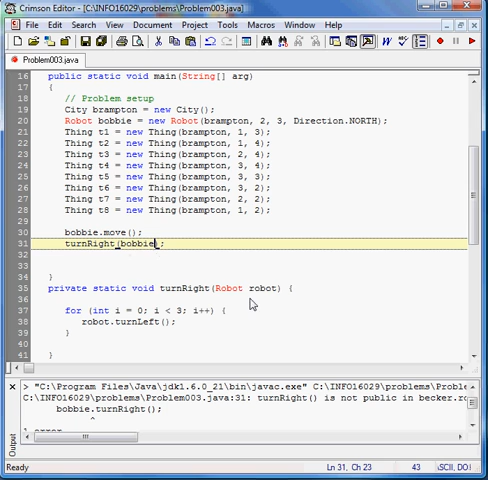 Crimson Editor - [C:\INFO16029\problems\Problem003.java]
File Edit Search View Document Project Tools Macros Window Help
Problem003.java
16 public static void main(String[] arg)
17 {
18 // Problem setup
19 City brampton = new City();
20 Robot bobbie = new Robot(brampton, 2, 3, Direction.NORTH);
21 Thing t1 = new Thing(brampton, 1, 3);
22 Thing t2 = new Thing(brampton, 1, 4);
23 Thing t3 = new Thing(brampton, 2, 4);
24 Thing t4 = new Thing(brampton, 3, 4);
25 Thing t5 = new Thing(brampton, 3, 3);
26 Thing t6 = new Thing(brampton, 3, 2);
27 Thing t7 = new Thing(brampton, 2, 2);
28 Thing t8 = new Thing(brampton, 1, 2);
29
30 bobbie.move();
31 turnRight(bobbie);
32
33
34 }
35 private static void turnRight(Robot robot) {
36
37 for (int i = 0; i < 3; i++) {
38 robot.turnLeft();
39 }
40
41 }
> "C:\Program Files\Java\jdk1.6.0_21\bin\javac.exe" C:\INFO16029\problems\Proble
C:\INFO16029\problems\Problem003.java:31: turnRight() is not public in becker.ro
bobbie.turnRight();
^
1 error
Output
Ready Ln 31, Ch 23 43 ASCII, DO